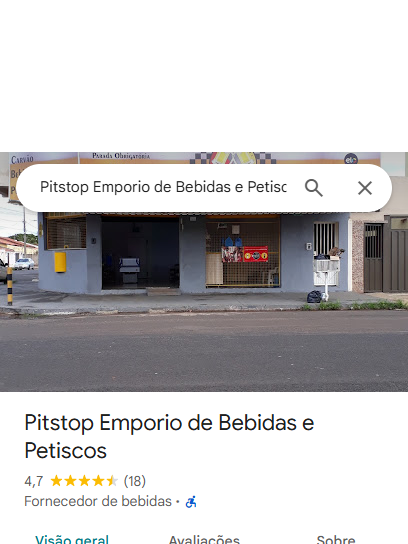 Carvão
Parada Obrigatória
etc
Pitstop Emporio de Bebidas e Petisc
Pitstop Emporio de Bebidas e
Petiscos
4,7 (18)
Fornecedor de bebidas ·
Visão geral Avaliações Sobre